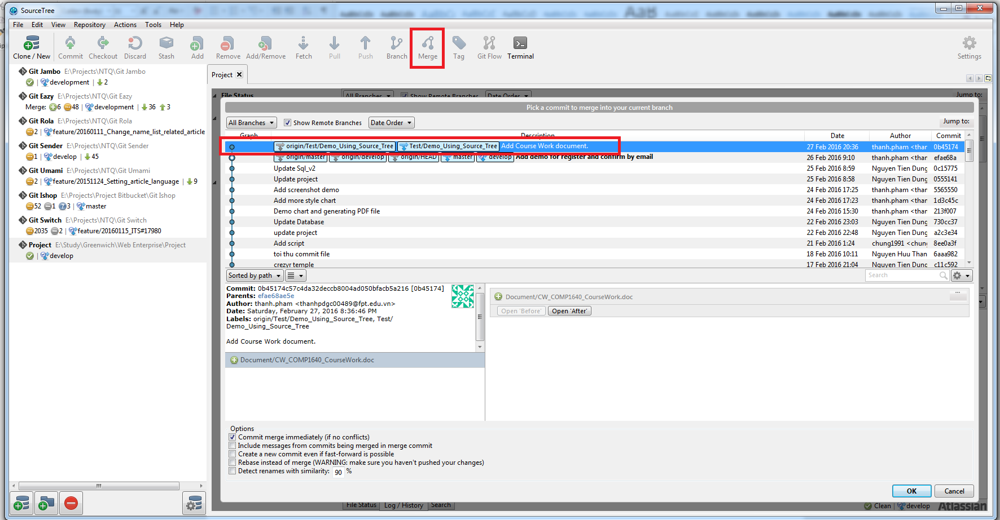 SourceTree
File Edit View Repository Actions Tools Help
Clone / New Commit Checkout Discard Stash Add Remove Add/Remove Fetch Pull Push Branch Merge Tag Git Flow Terminal Settings
Git Jambo E:\Projects\NTQ\Git Jambo
development 2
Git Eazy E:\Projects\NTQ\Git Eazy
Merge: 6 48 development 36 3
Git Rola E:\Projects\NTQ\Git Rola
2 feature/20160111_Change_name_list_related_article
Git Sender E:\Projects\NTQ\Git Sender
1 develop 45
Git Umami E:\Projects\NTQ\Git Umami
2 feature/20151124_Setting_article_language 9
Git Ishop E:\Projects\Project Bitbucket\Git Ishop
52 1 3 master
Git Switch E:\Projects\NTQ\Git Switch
2035 2 feature/20160115_ITS#17980
Project E:\Study\Greenwich\Web Enterprise\Project
develop
Project
File Status All Branches Show Remote Branches Date Order Jump to:
Pick a commit to merge into your current branch
All Branches Show Remote Branches Date Order Jump to:
Graph Description Date Author Commit
origin/Test/Demo_Using_Source_Tree Test/Demo_Using_Source_Tree Add Course Work document. 27 Feb 2016 20:36 thanh.pham <thar 0b45174
origin/master origin/develop origin/HEAD master develop Add demo for register and confirm by email 26 Feb 2016 9:10 thanh.pham <thar efae68a
Update Sql_v2 25 Feb 2016 8:59 Nguyen Tien Dung 0c15775
Update project 25 Feb 2016 8:58 Nguyen Tien Dung 0555141
Add screenshot demo 24 Feb 2016 17:25 thanh.pham <thar 5565550
Add more style chart 24 Feb 2016 17:23 thanh.pham <thar 1d3c45c
Demo chart and generating PDF file 24 Feb 2016 15:30 thanh.pham <thar 213f007
Update Database 22 Feb 2016 23:03 Nguyen Tien Dung 730cc37
update project 22 Feb 2016 22:48 Nguyen Tien Dung a2c3e34
Add script 21 Feb 2016 1:24 chung1991 <chung 8ee0a3f
toi thu commit file 18 Feb 2016 10:11 Nguyen Huu Than 6aaa982
crezyr temple 17 Feb 2016 21:04 Nguyen Tien Dung c11c592
Sorted by path Search
Commit: 0b45174c57c4da32deccb8004ad050bfacb5a216 [0b45174]
Parents: efae68ae5e
Author: thanh.pham <thanhpdgc00489@fpt.edu.vn>
Date: Saturday, February 27, 2016 8:36:46 PM
Labels: origin/Test/Demo_Using_Source_Tree, Test/
Demo_Using_Source_Tree
Add Course Work document.
Document/CW_COMP1640_CourseWork.doc
Document/CW_COMP1640_CourseWork.doc
Open 'Before' Open 'After'
Options
Commit merge immediately (if no conflicts)
Include messages from commits being merged in merge commit
Create a new commit even if fast-forward is possible
Rebase instead of merge (WARNING: make sure you haven't pushed your changes)
Detect renames with similarity: 90 %
OK Cancel
File Status Log / History Search Clean develop Atlassian